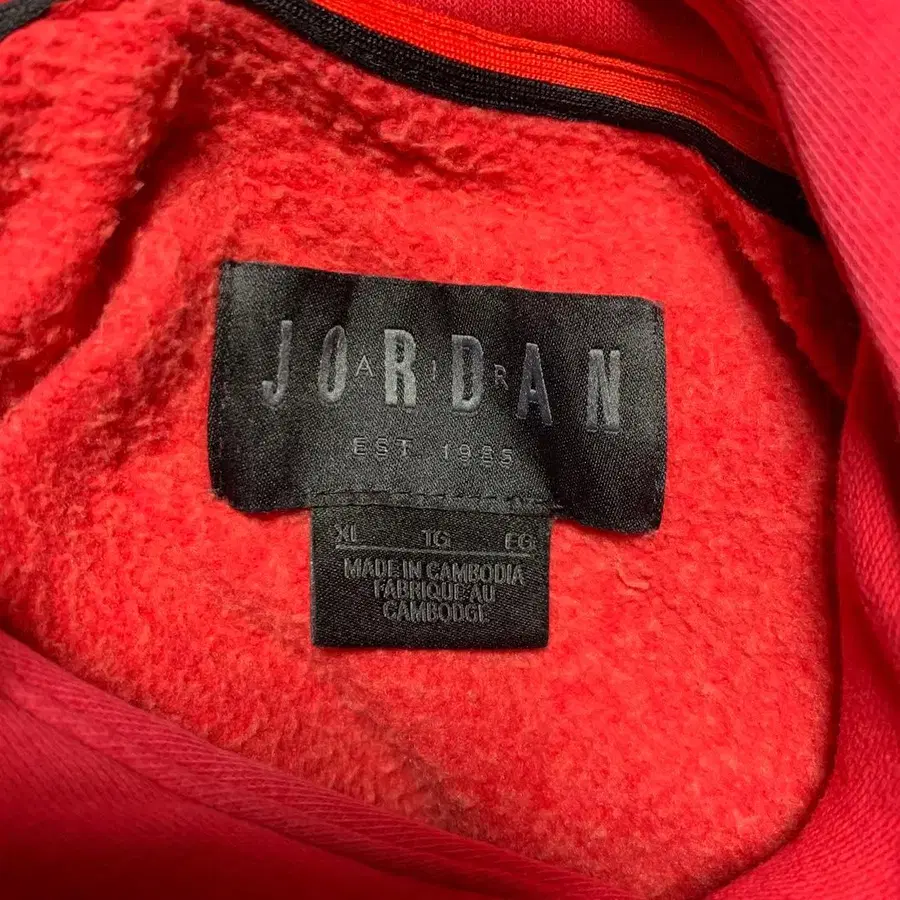 JORDAN
AIR
EST. 1985
XL TG EG
MADE IN CAMBODIA
FABRIQUE AU
CAMBODGE